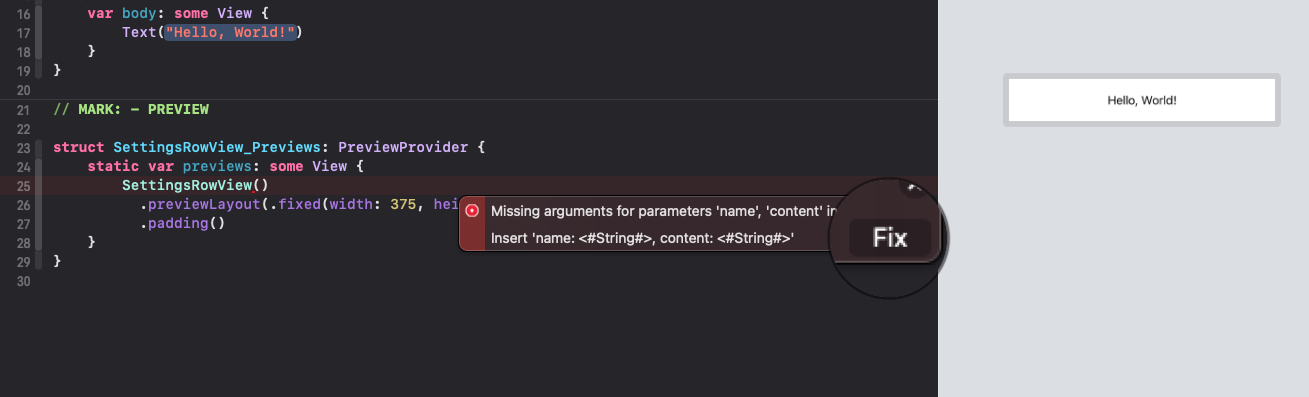 16 var body: some View {
17 Text("Hello, World!")
18 }
19 }
20
21 // MARK: - PREVIEW
22
23 struct SettingsRowView_Previews: PreviewProvider {
24 static var previews: some View {
25 SettingsRowView()
26 .previewLayout(.fixed(width: 375, hei
27 .padding()
28 }
29 }
30
Missing arguments for parameters 'name', 'content' in
Insert 'name: <#String#>, content: <#String#>'
Fix
Hello, World!